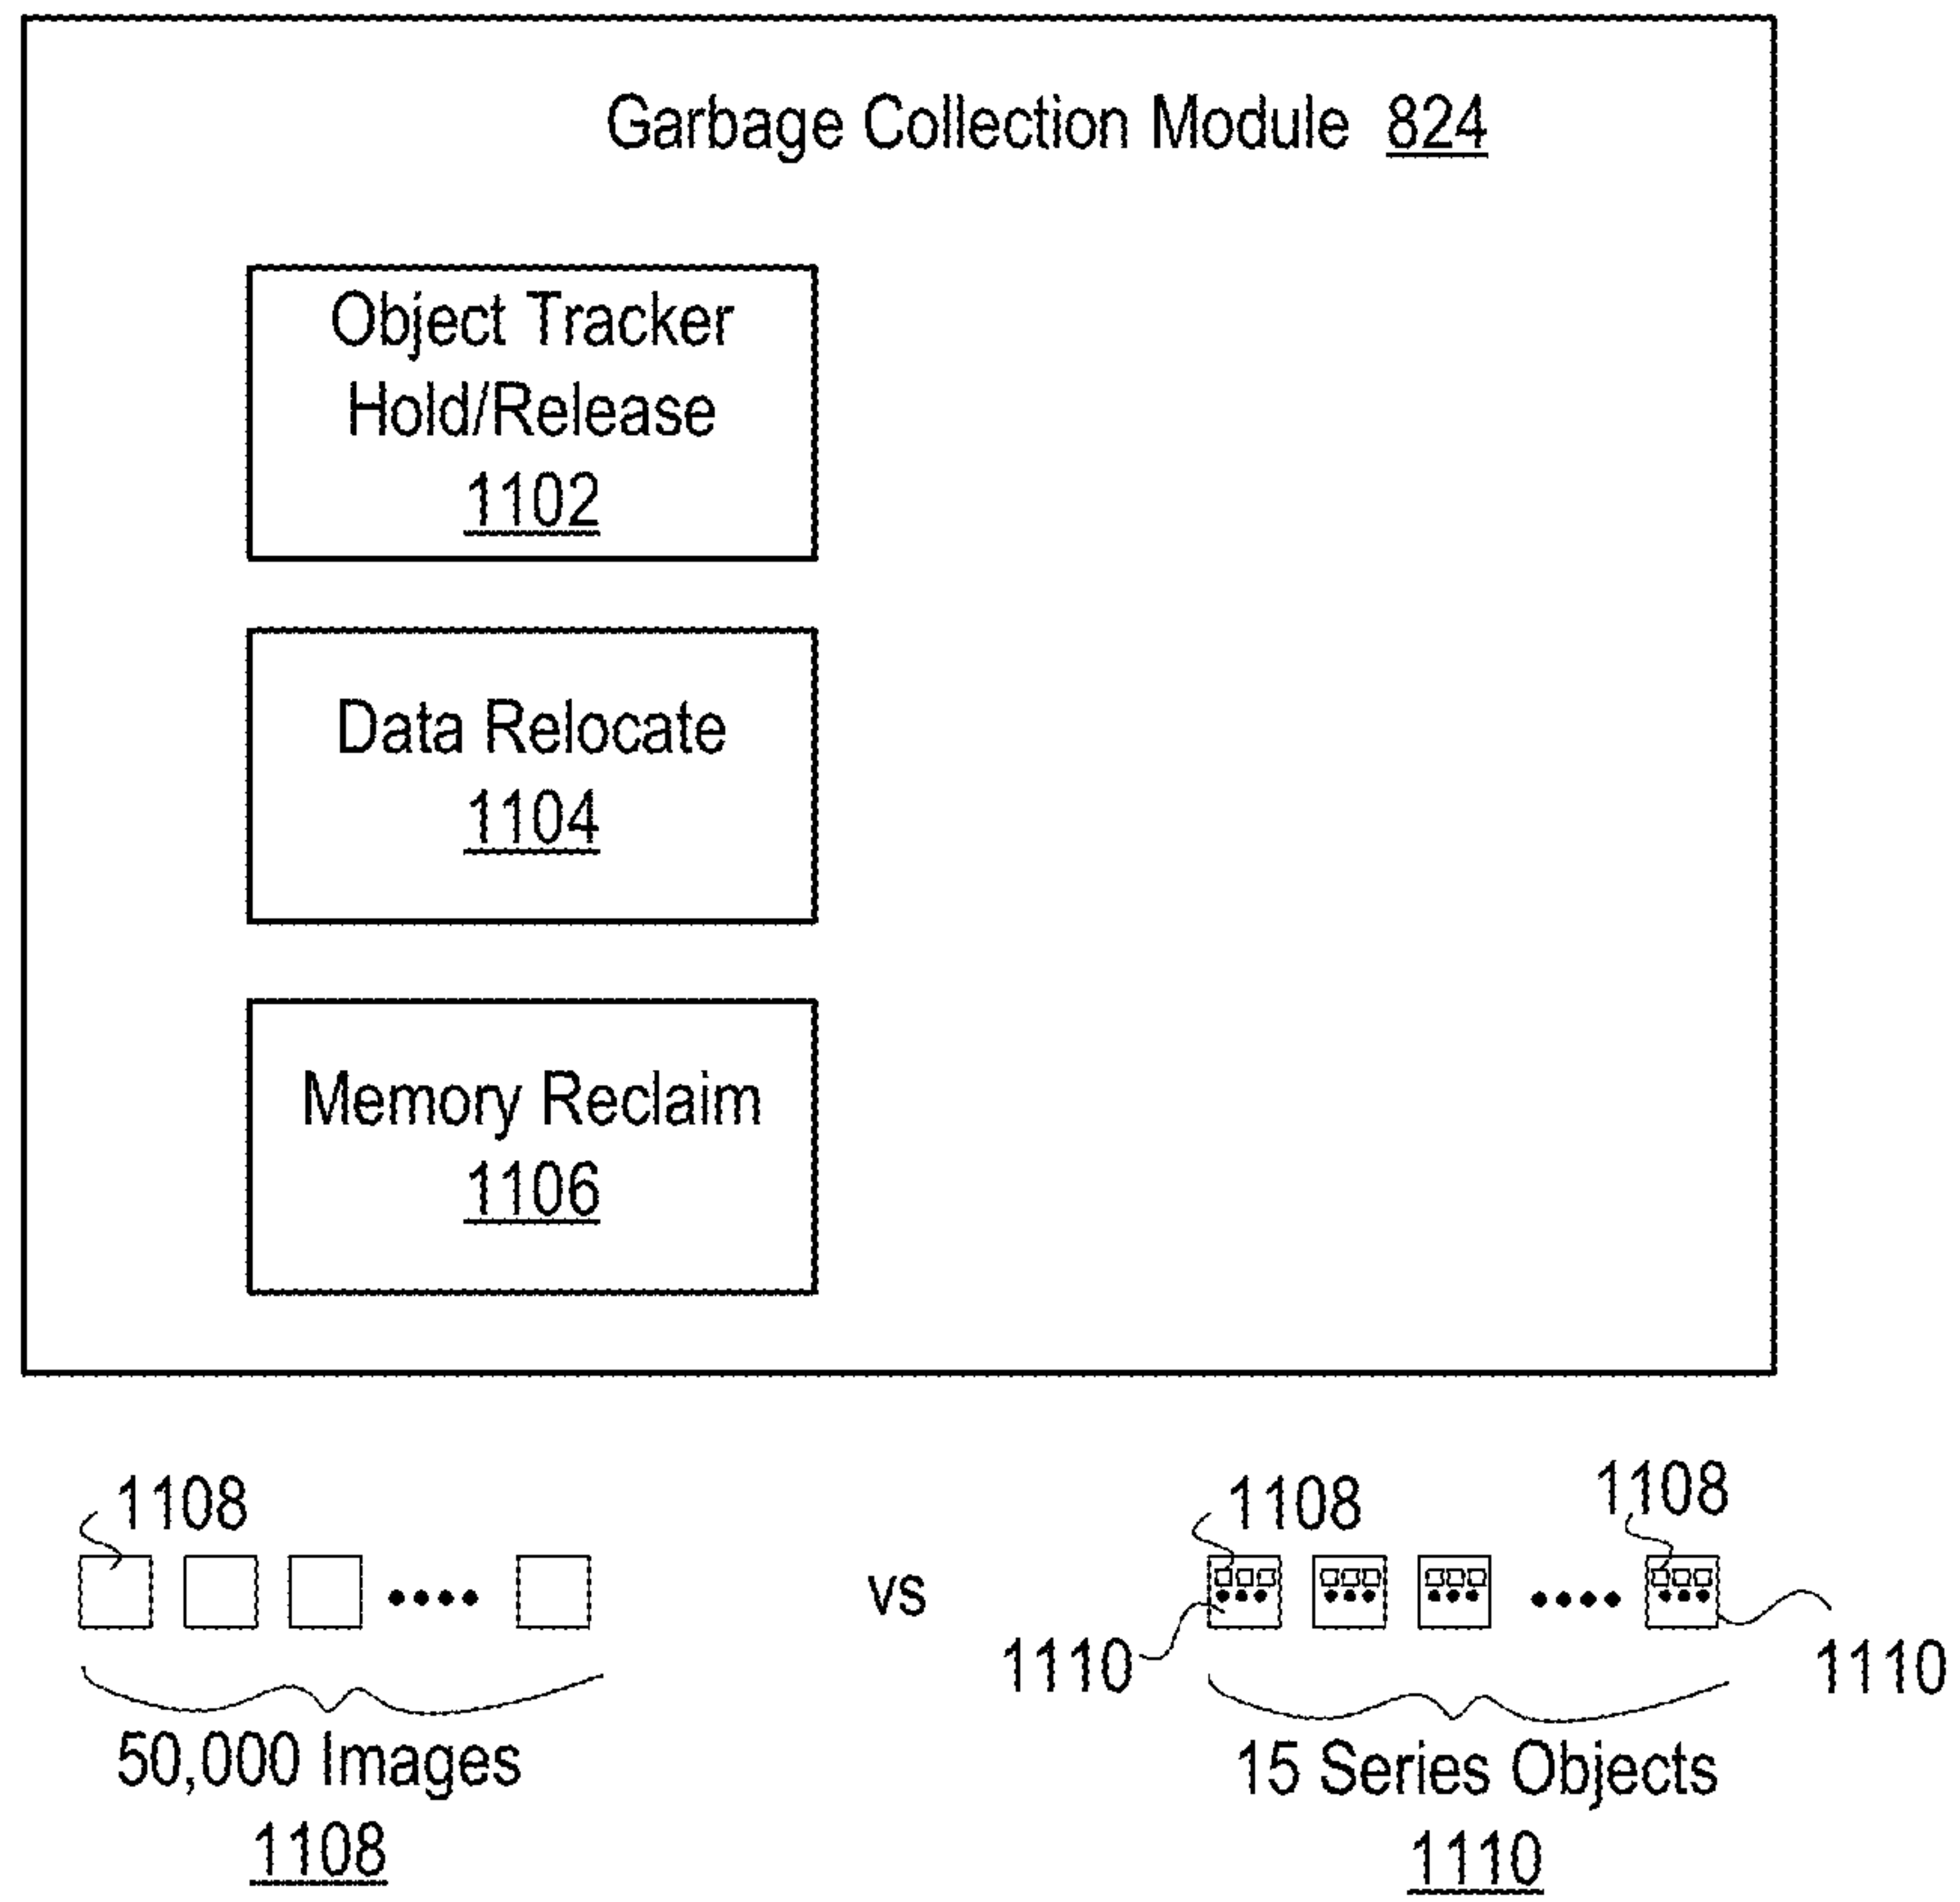 Garbage Collection Module 824
Object Tracker
Hold/Release
1102
Data Relocate
1104
Memory Reclaim
1106
1108
1108
1108
vs
1110
1110
50,000 Images
1108
15 Series Objects
1110